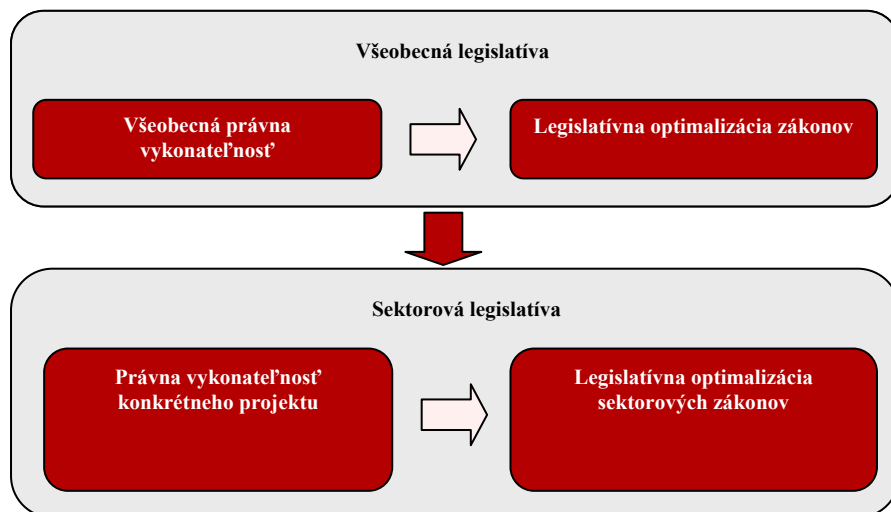 Všeobecná legislatíva
Všeobecná právna
vykonateľnosť
Legislatívna optimalizácia zákonov
Sektorová legislatíva
Právna vykonateľnosť
konkrétneho projektu
Legislatívna optimalizácia
sektorových zákonov